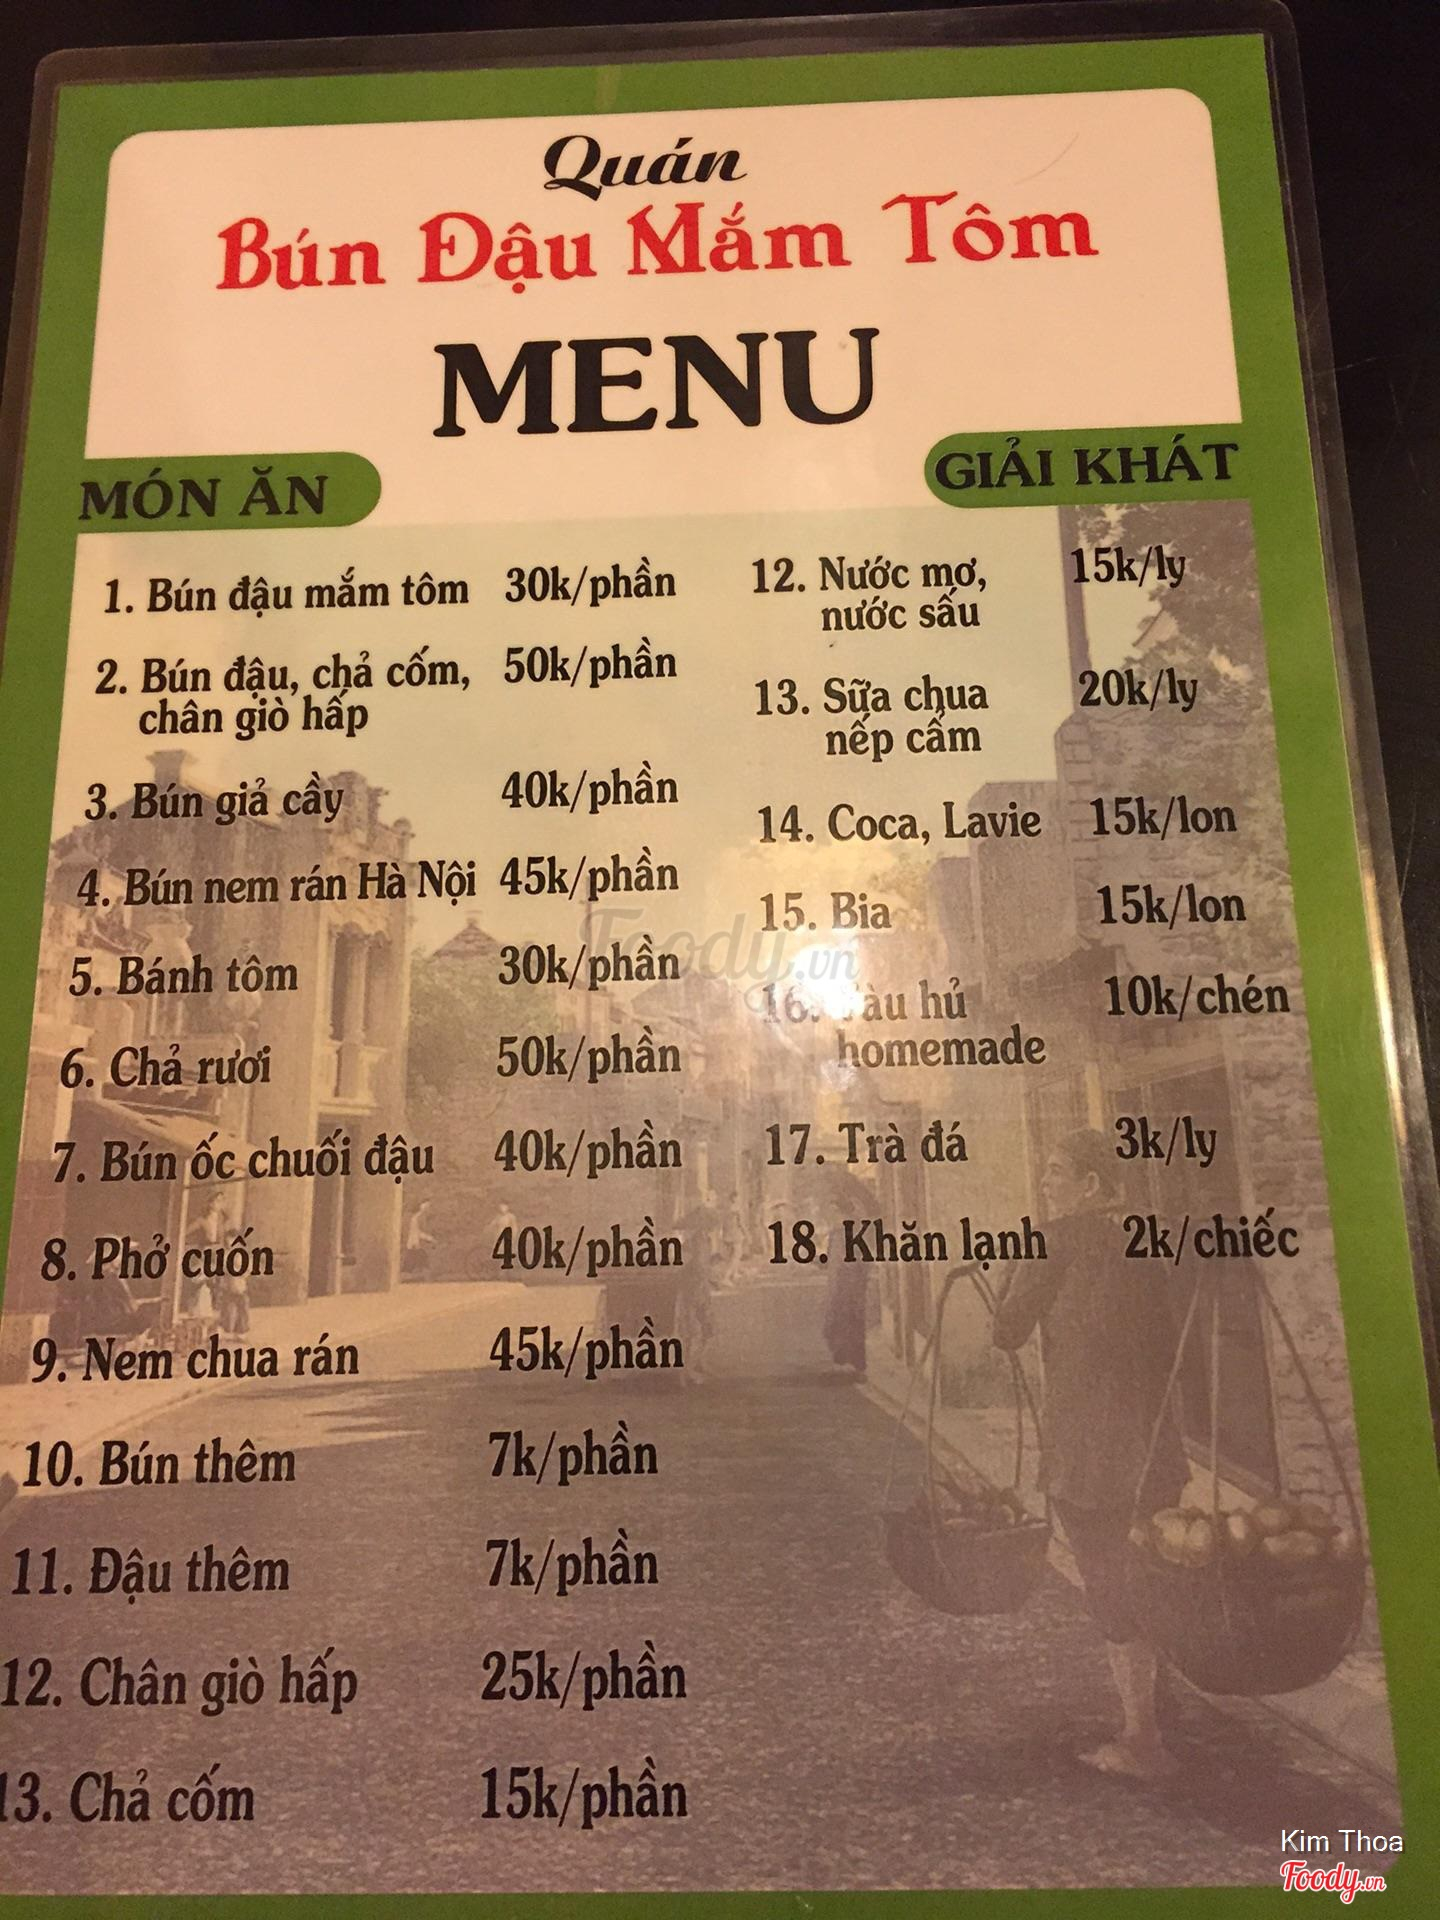 Quán
Bún Đậu Mắm Tôm
MENU
MÓN ĂN
1. Bún đậu mắm tôm 30k/phần
2. Bún đậu, chả cốm, 50k/phần
chân giò hấp
3. Bún giả cầy 40k/phần
4. Bún nem rán Hà Nội 45k/phần
5. Bánh tôm 30k/phần
6. Chả rươi 50k/phần
7. Bún ốc chuối đậu 40k/phần
8. Phở cuốn 40k/phần
9. Nem chua rán 45k/phần
10. Bún thêm 7k/phần
11. Đậu thêm 7k/phần
12. Chân giò hấp 25k/phần
13. Chả cốm 15k/phần
GIẢI KHÁT
12. Nước mơ, 15k/ly
nước sấu
13. Sữa chua 20k/ly
nếp cẩm
14. Coca, Lavie 15k/lon
15. Bia 15k/lon
16. Tàu hủ 10k/chén
homemade
17. Trà đá 3k/ly
18. Khăn lạnh 2k/chiếc
Foody.vn
Kim Thoa
Foody.vn